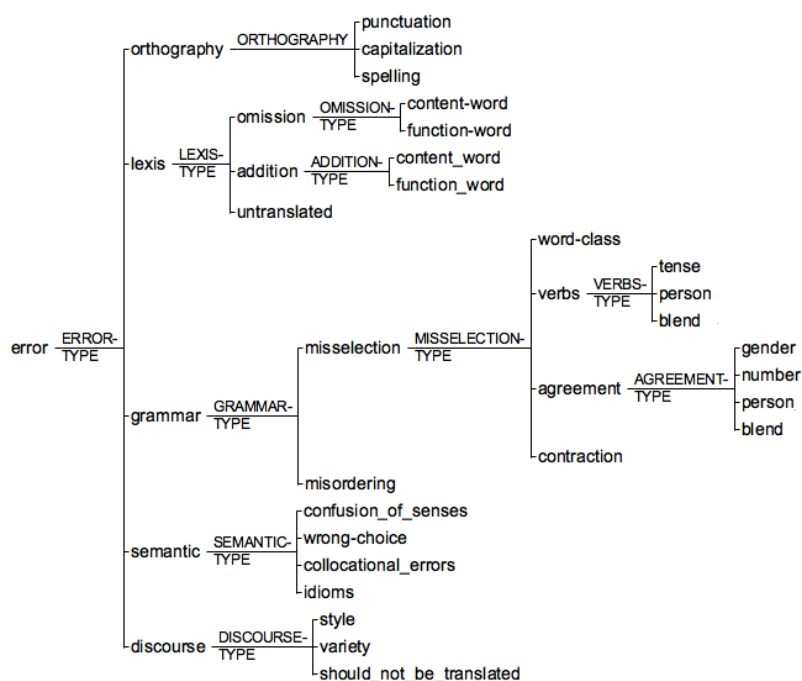 punctuation
orthography ORTHOGRAPHY capitalization
spelling
content-word
omission OMISSION-TYPE
function-word
lexis LEXIS-TYPE
content_word
addition ADDITION-TYPE
function_word
untranslated
word-class
tense
verbs VERBS-TYPE person
blend
error ERROR-TYPE
misselection MISSELECTION-TYPE
gender
number
agreement AGREEMENT-TYPE
person
blend
grammar GRAMMAR-TYPE
contraction
misordering
confusion_of_senses
wrong-choice
semantic SEMANTIC-TYPE
collocational_errors
idioms
style
discourse DISCOURSE-TYPE variety
should_not_be_translated